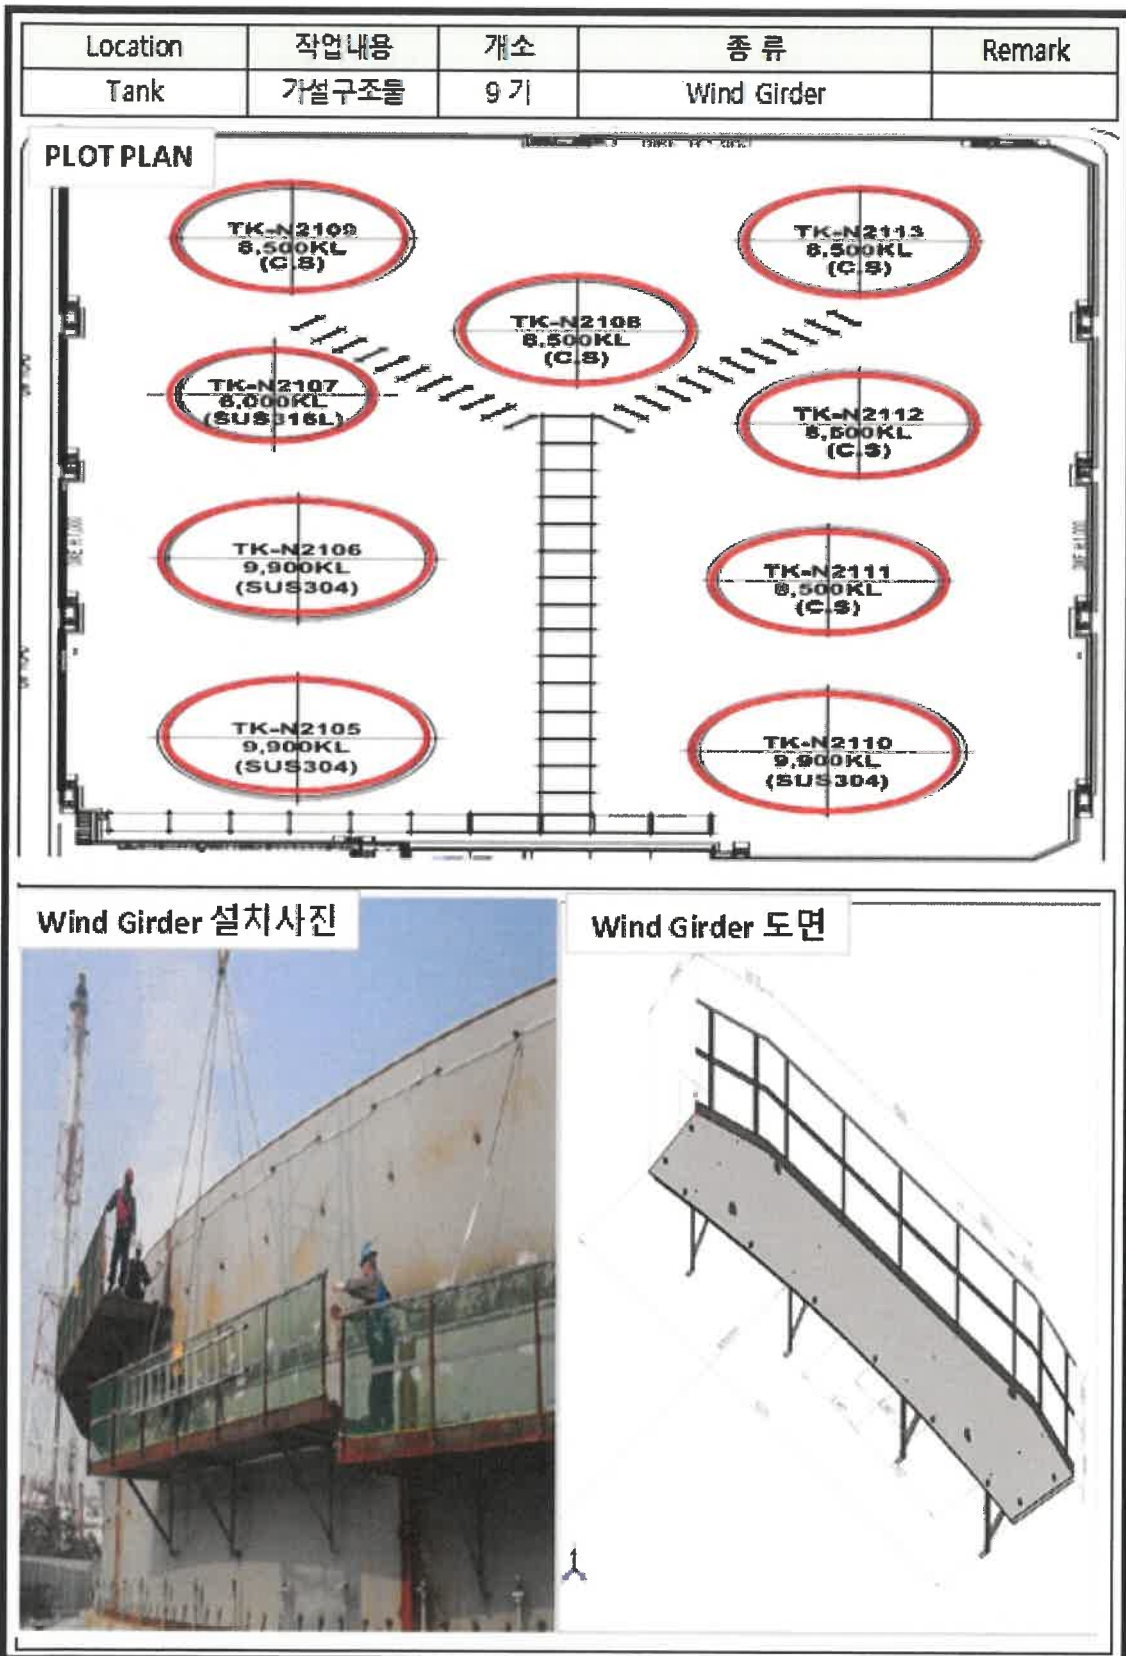 Location 작업내용 개소 종 류 Remark
Tank 가설구조물 9 기 Wind Girder
PLOT PLAN
TK-N2109
8,500KL
(C.S)
TK-N2113
8,500KL
(C.S)
TK-N2108
8,500KL
(C.S)
TK-N2107
8,000KL
(SUS316L)
TK-N2112
8,500KL
(C.S)
TK-N2106
9,900KL
(SUS304)
TK-N2111
8,500KL
(C.S)
TK-N2105
9,900KL
(SUS304)
TK-N2110
9,900KL
(SUS304)
Wind Girder 설치사진
Wind Girder 도면